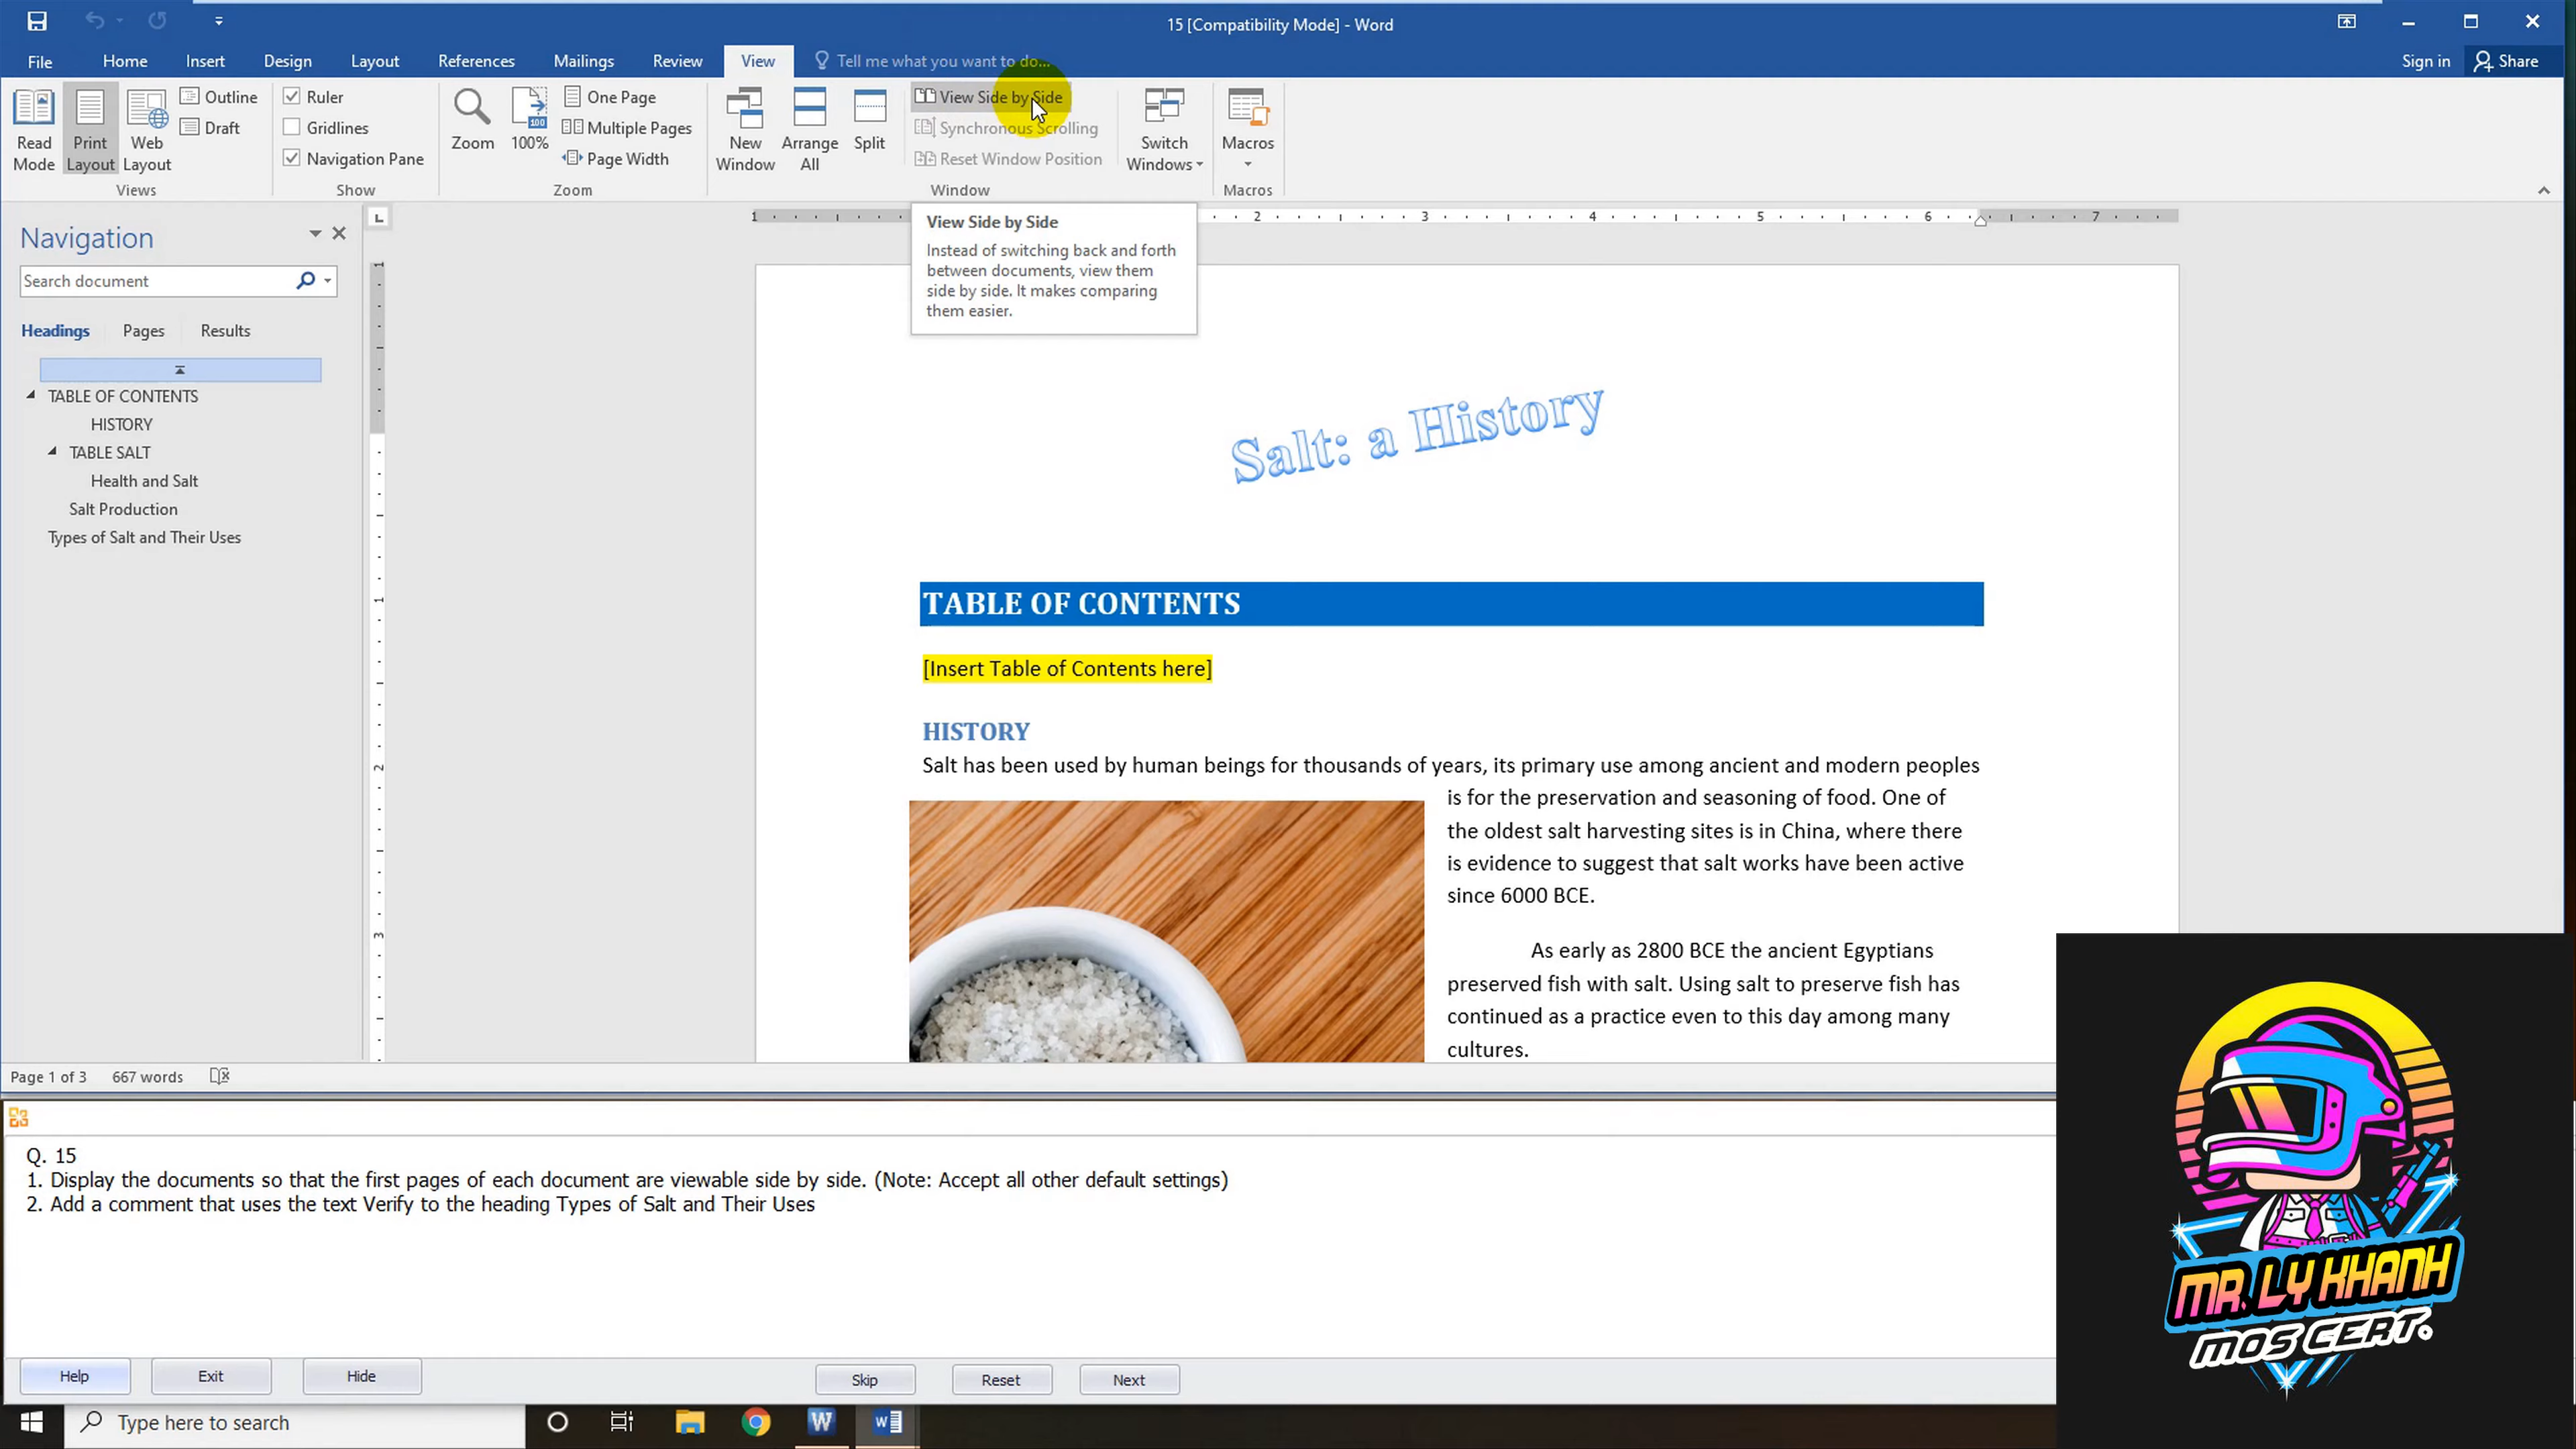 15 [Compatibility Mode] - Word
File Home Insert Design Layout References Mailings Review View Tell me what you want to do... Sign in Share
Read Mode
Print Layout
Web Layout
Outline
Draft
Views
Ruler
Gridlines
Navigation Pane
Show
Zoom
100
100%
One Page
Multiple Pages
Page Width
Zoom
New Window
Arrange All
Split
View Side by Side
Synchronous Scrolling
Reset Window Position
Window
Switch Windows
Macros
Macros
Navigation
Search document
Headings Pages Results
TABLE OF CONTENTS
HISTORY
TABLE SALT
Health and Salt
Salt Production
Types of Salt and Their Uses
L
1 2 3 4 5 6 7
1
1
2
3
View Side by Side
Instead of switching back and forth
between documents, view them
side by side. It makes comparing
them easier.
Salt: a History
TABLE OF CONTENTS
[Insert Table of Contents here]
HISTORY
Salt has been used by human beings for thousands of years, its primary use among ancient and modern peoples
is for the preservation and seasoning of food. One of
the oldest salt harvesting sites is in China, where there
is evidence to suggest that salt works have been active
since 6000 BCE.
As early as 2800 BCE the ancient Egyptians
preserved fish with salt. Using salt to preserve fish has
continued as a practice even to this day among many
cultures.
Page 1 of 3 667 words
Q. 15
1. Display the documents so that the first pages of each document are viewable side by side. (Note: Accept all other default settings)
2. Add a comment that uses the text Verify to the heading Types of Salt and Their Uses
Help Exit Hide Skip Reset Next
Type here to search
MR. LY KHANH
MOS CERT.